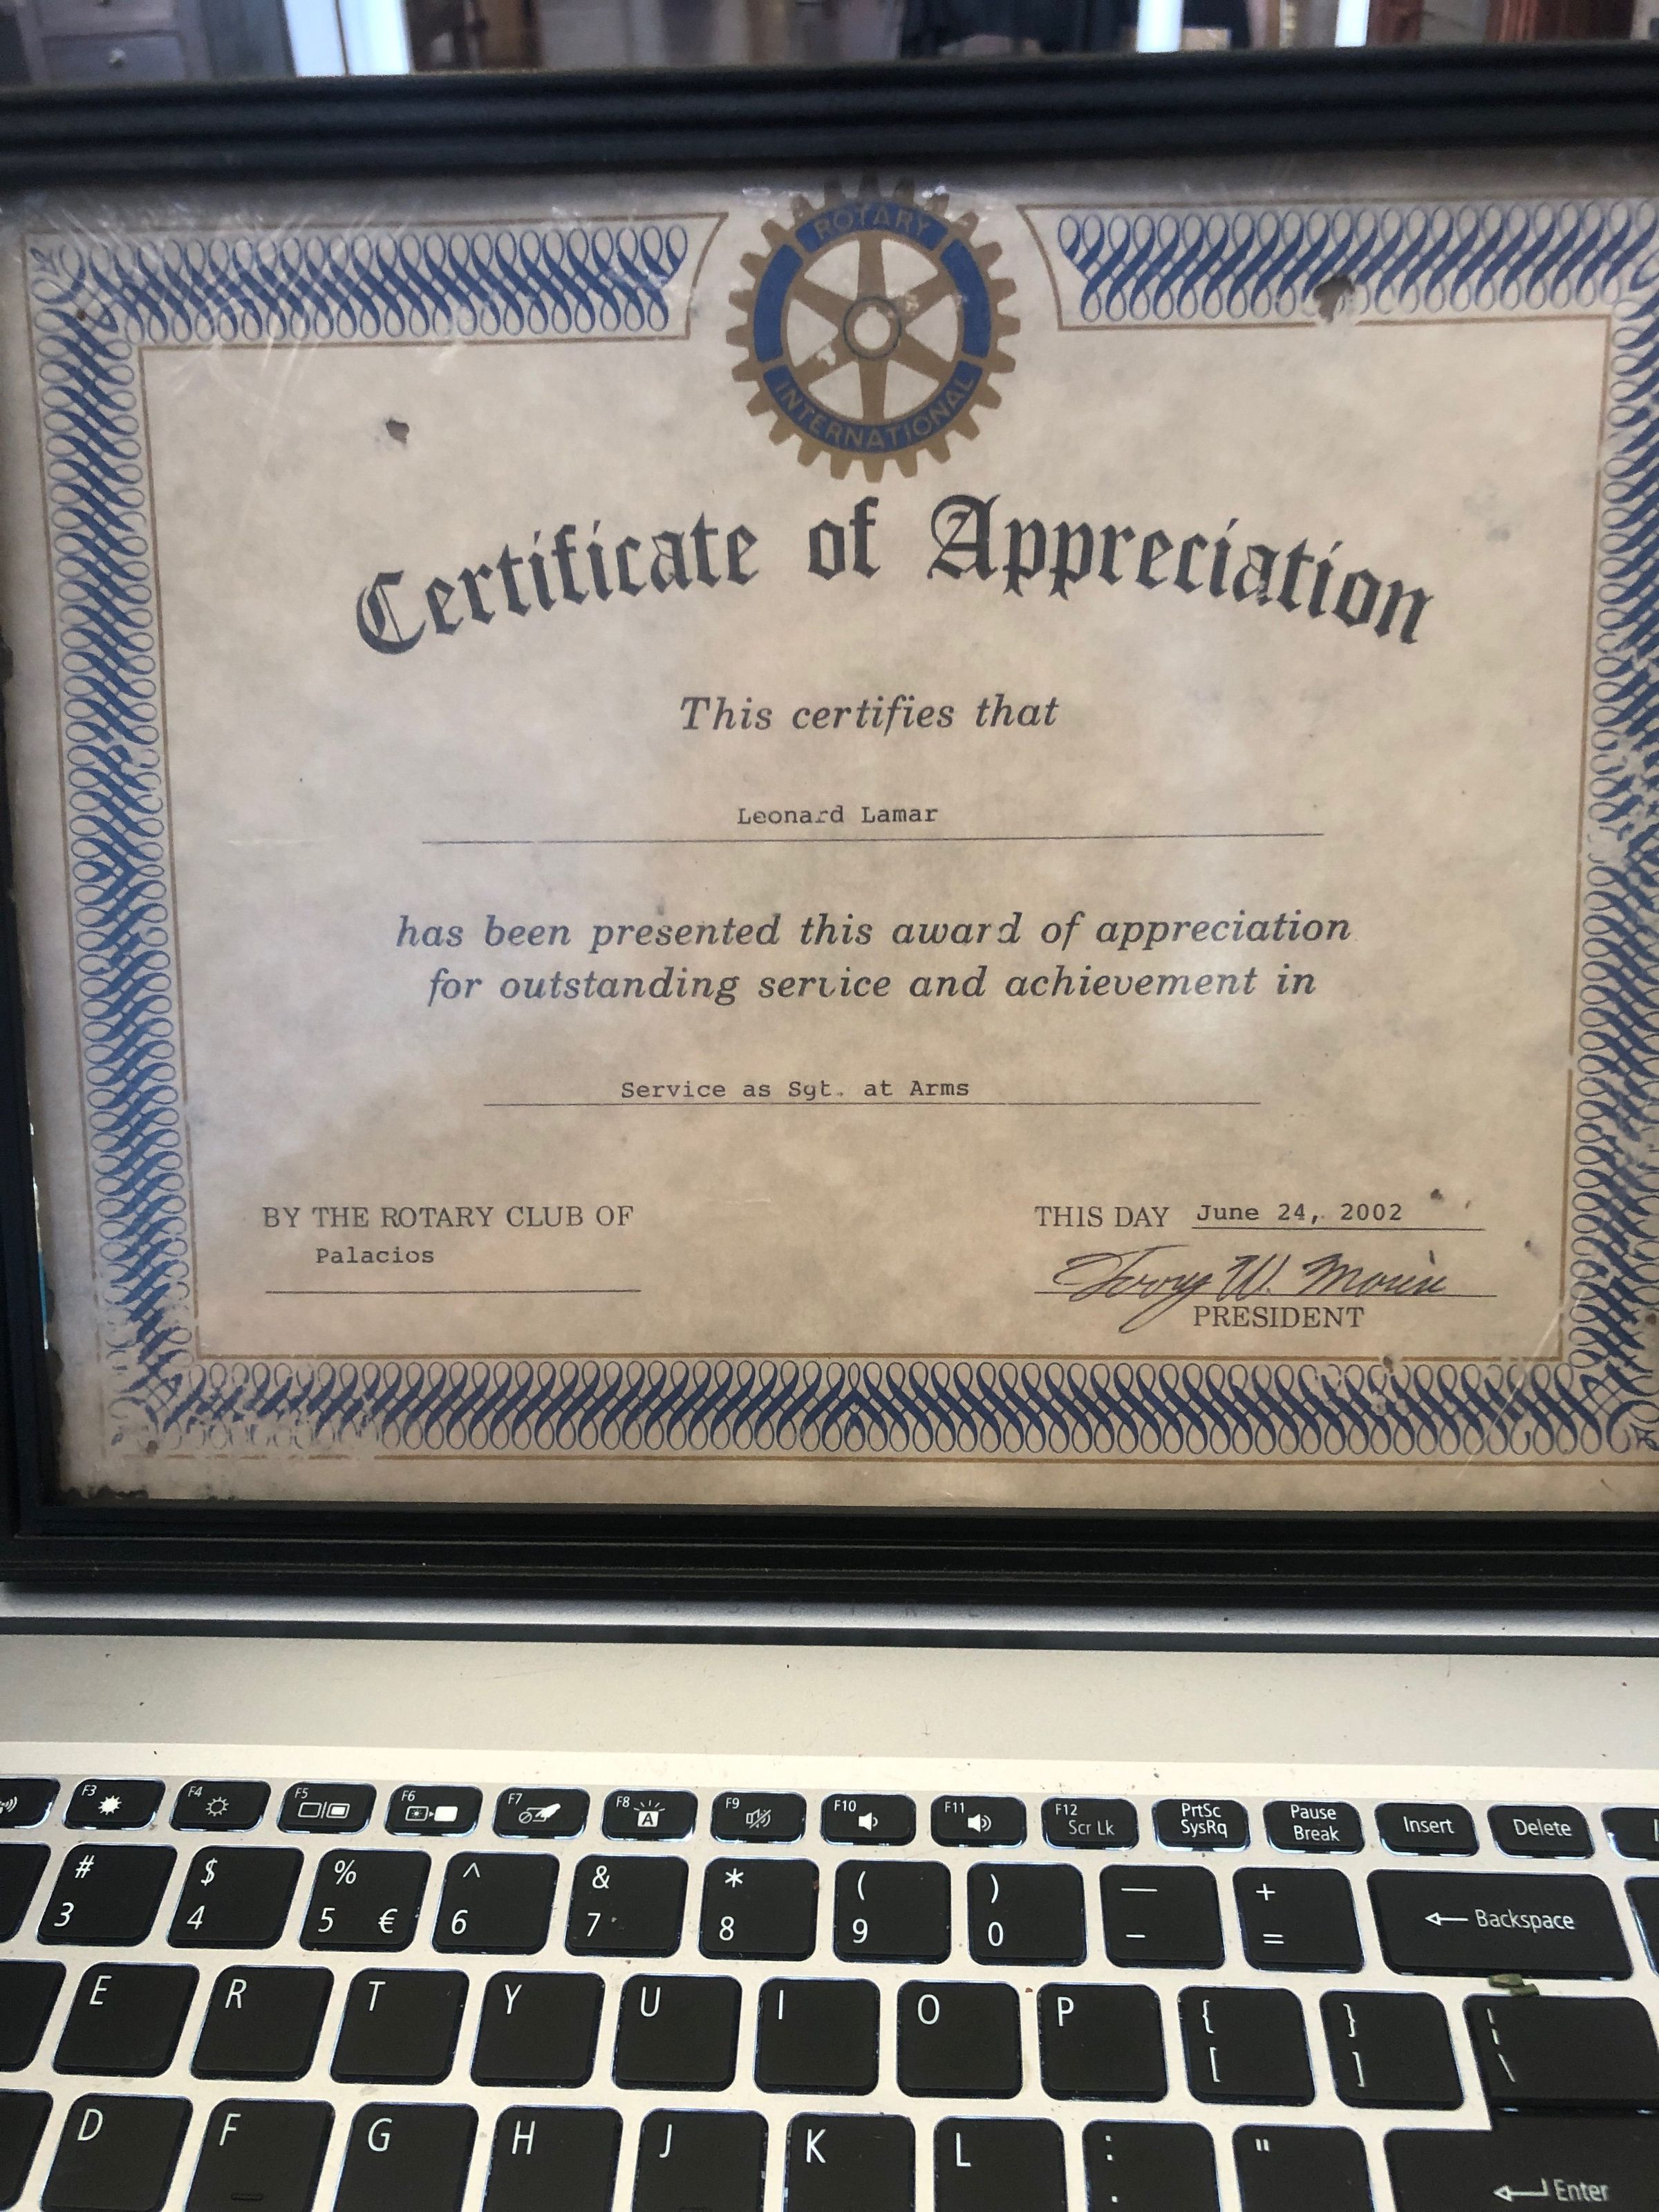 ROTARY
INTERNATIONAL
Certificate of Appreciation
This certifies that
Leonard Lamar
has been presented this award of appreciation
for outstanding service and achievement in
Service as Sgt. at Arms
BY THE ROTARY CLUB OF
Palacios
THIS DAY June 24, 2002
W.
PRESIDENT
F3 F4 F5 F6 F7 F8 A F9 F10 F11 F12 Scr Lk PrtSc SysRq Pause Break Insert Delete
# 3 $ 4 % 5 € ^ 6 & 7 * 8 ( 9 ) 0 — - + = Backspace
E R T Y U I O P { [ } ] ¦ \
D F G H J K L : "
Enter